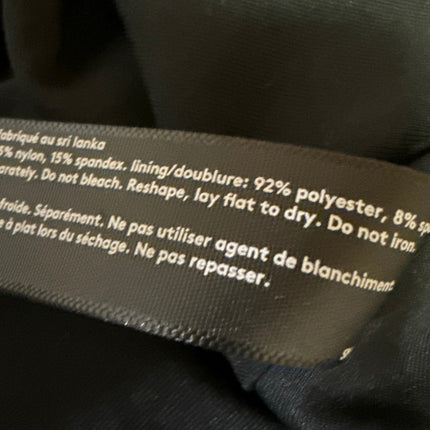 fabriqué au sri lanka
5% nylon, 15% spandex. lining/doublure: 92% polyester, 8% sp
arately. Do not bleach. Reshape, lay flat to dry. Do not iron.
froide. Séparément. Ne pas utiliser agent de blanchiment
e à plat lors du séchage. Ne pas repasser.